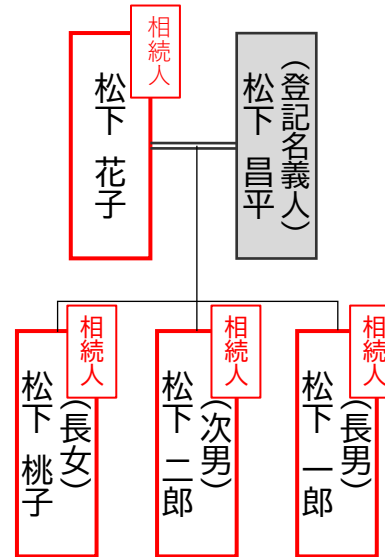 (登記名義人)
松下 昌平
相続人
松下 花子
相続人
(長男)
松下 一郎
相続人
(次男)
松下 二郎
相続人
(長女)
松下 桃子